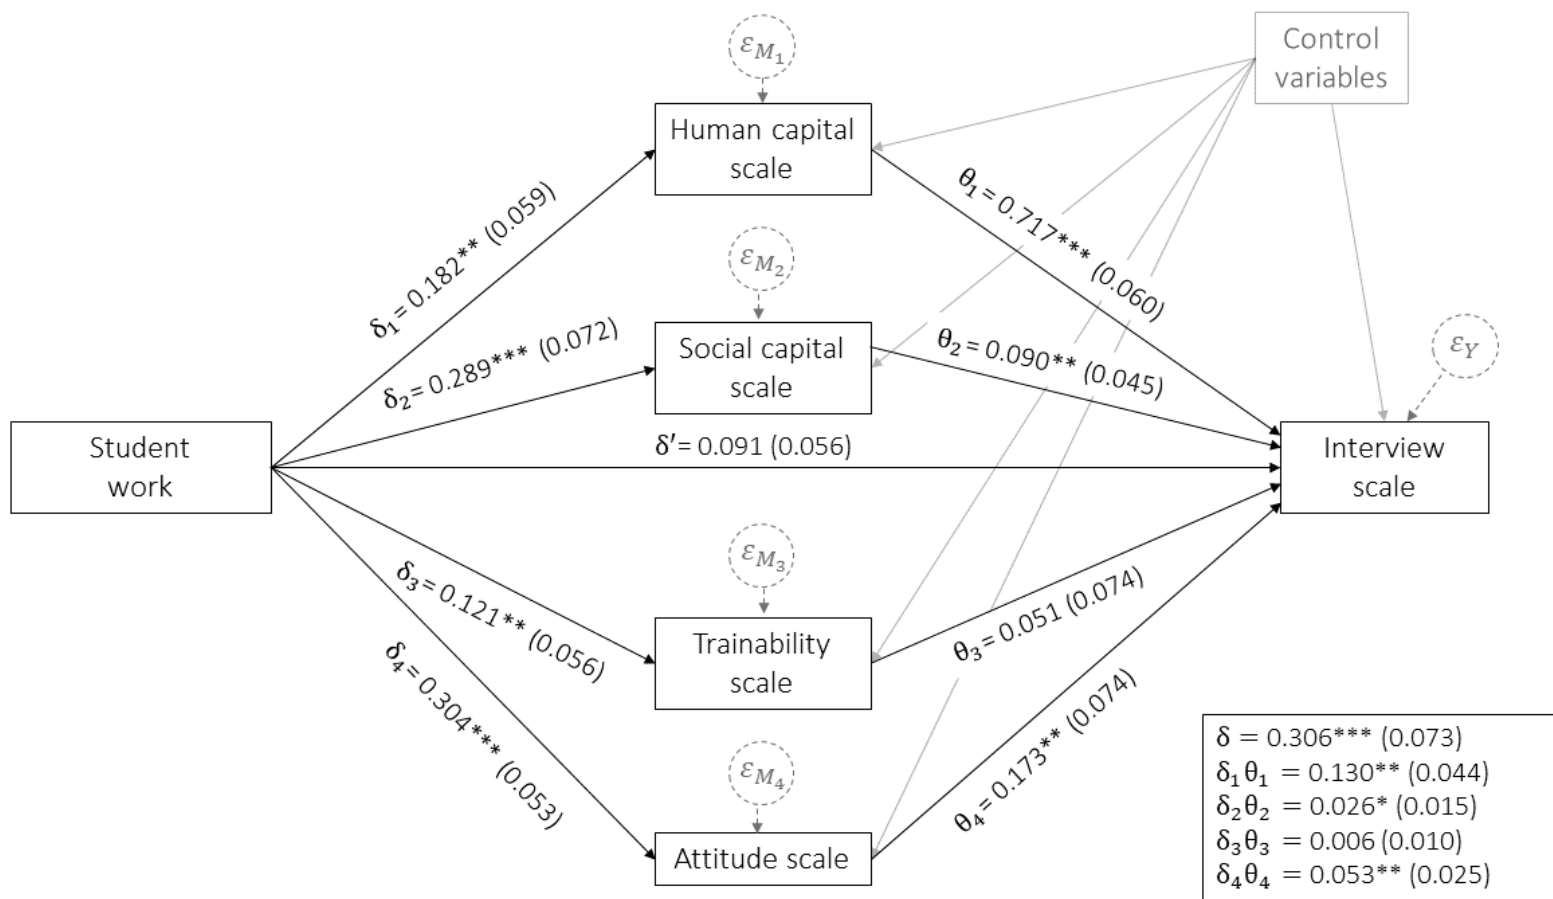 ε_M₁
Control
variables
Human capital
scale
θ₁ = 0.717*** (0.060)
δ₁ = 0.182** (0.059)
ε_M₂
Social capital
scale
θ₂ = 0.090** (0.045)
δ₂ = 0.289*** (0.072)
ε_Y
Student
work
δ′ = 0.091 (0.056)
Interview
scale
ε_M₃
δ₃ = 0.121** (0.056)
Trainability
scale
θ₃ = 0.051 (0.074)
δ₄ = 0.304*** (0.053)
ε_M₄
θ₄ = 0.173** (0.074)
Attitude scale
δ = 0.306*** (0.073)
δ₁θ₁ = 0.130** (0.044)
δ₂θ₂ = 0.026* (0.015)
δ₃θ₃ = 0.006 (0.010)
δ₄θ₄ = 0.053** (0.025)